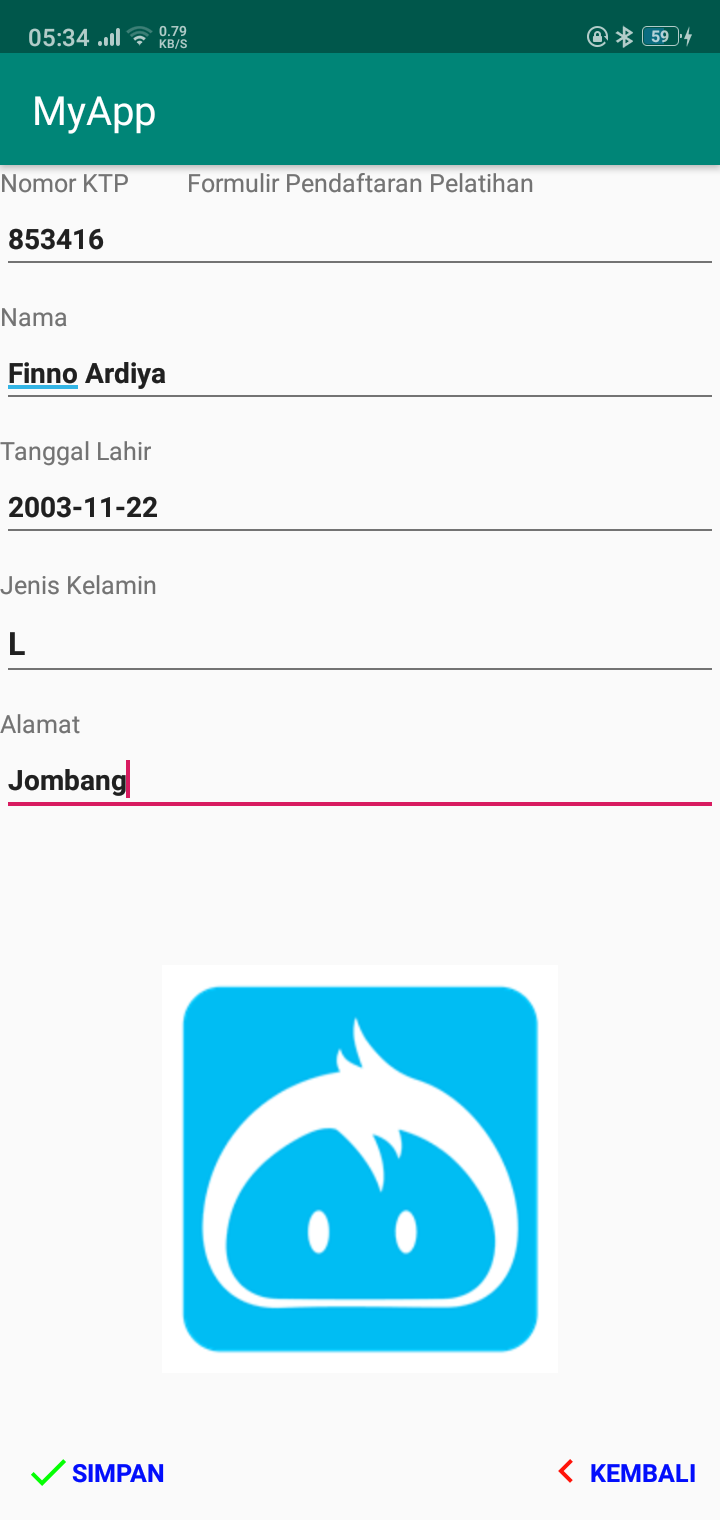 05:34 0.79 KB/S 59
MyApp
Nomor KTP Formulir Pendaftaran Pelatihan
853416
Nama
Finno Ardiya
Tanggal Lahir
2003-11-22
Jenis Kelamin
L
Alamat
Jombang
SIMPAN KEMBALI